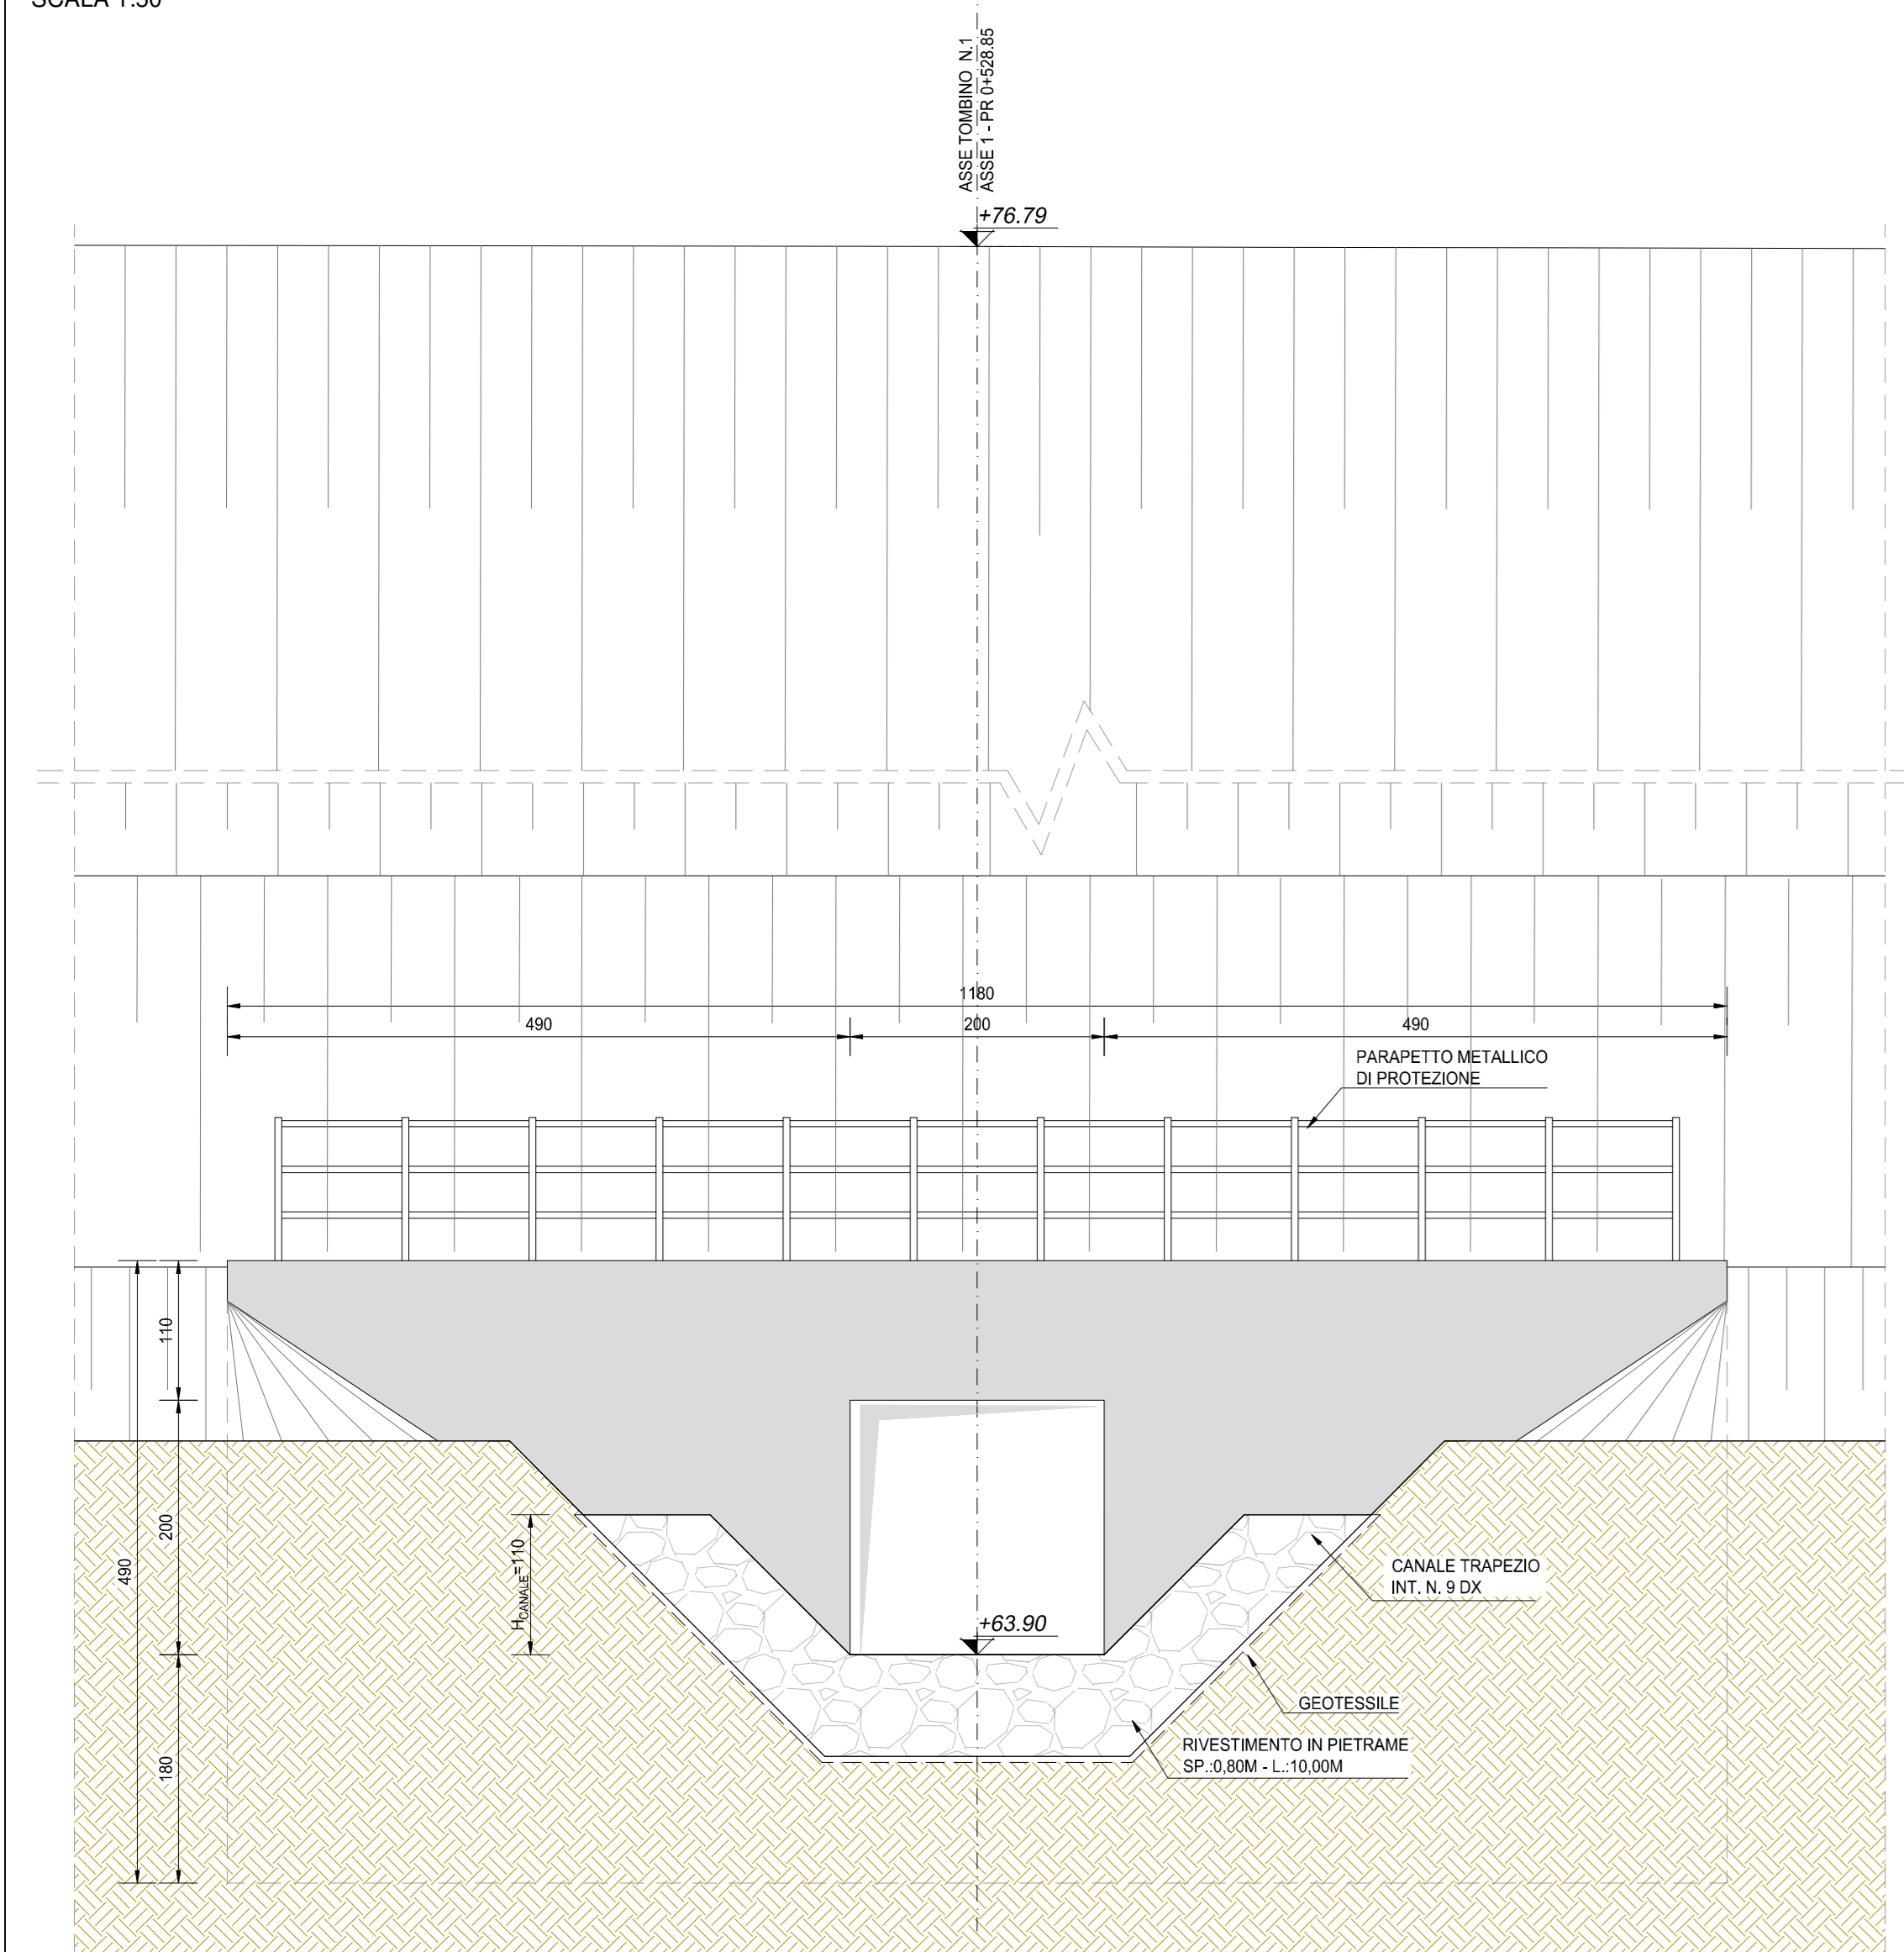 SCALA 1:50
ASSE TOMBINO N.1
ASSE 1 - PR 0+528.85
+76.79
1180
490
200
490
PARAPETTO METALLICO
DI PROTEZIONE
110
200
490
180
HCANALE=110
CANALE TRAPEZIO
INT. N. 9 DX
+63.90
GEOTESSILE
RIVESTIMENTO IN PIETRAME
SP.:0,80M - L.:10,00M